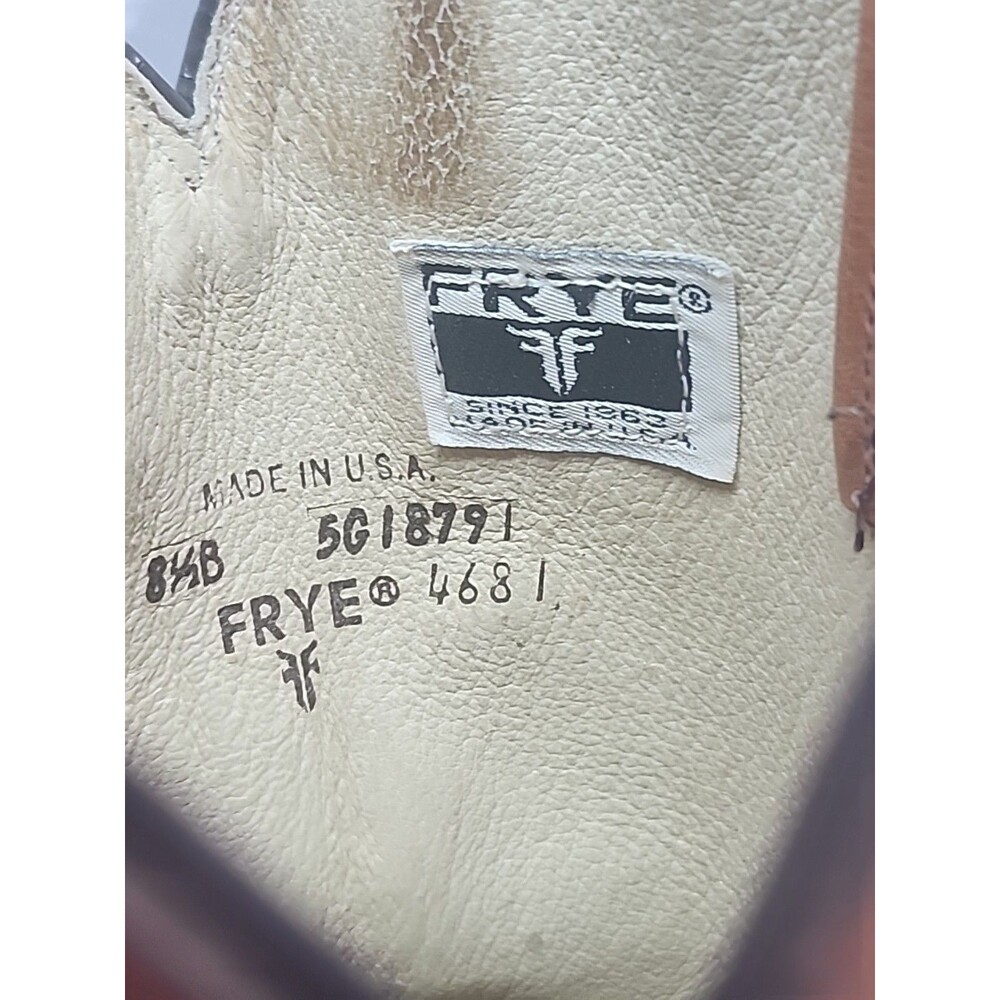 FRYE®
SINCE 1863
MADE IN U.S.A.
MADE IN U.S.A.
8½B 5G18791
FRYE® 4681